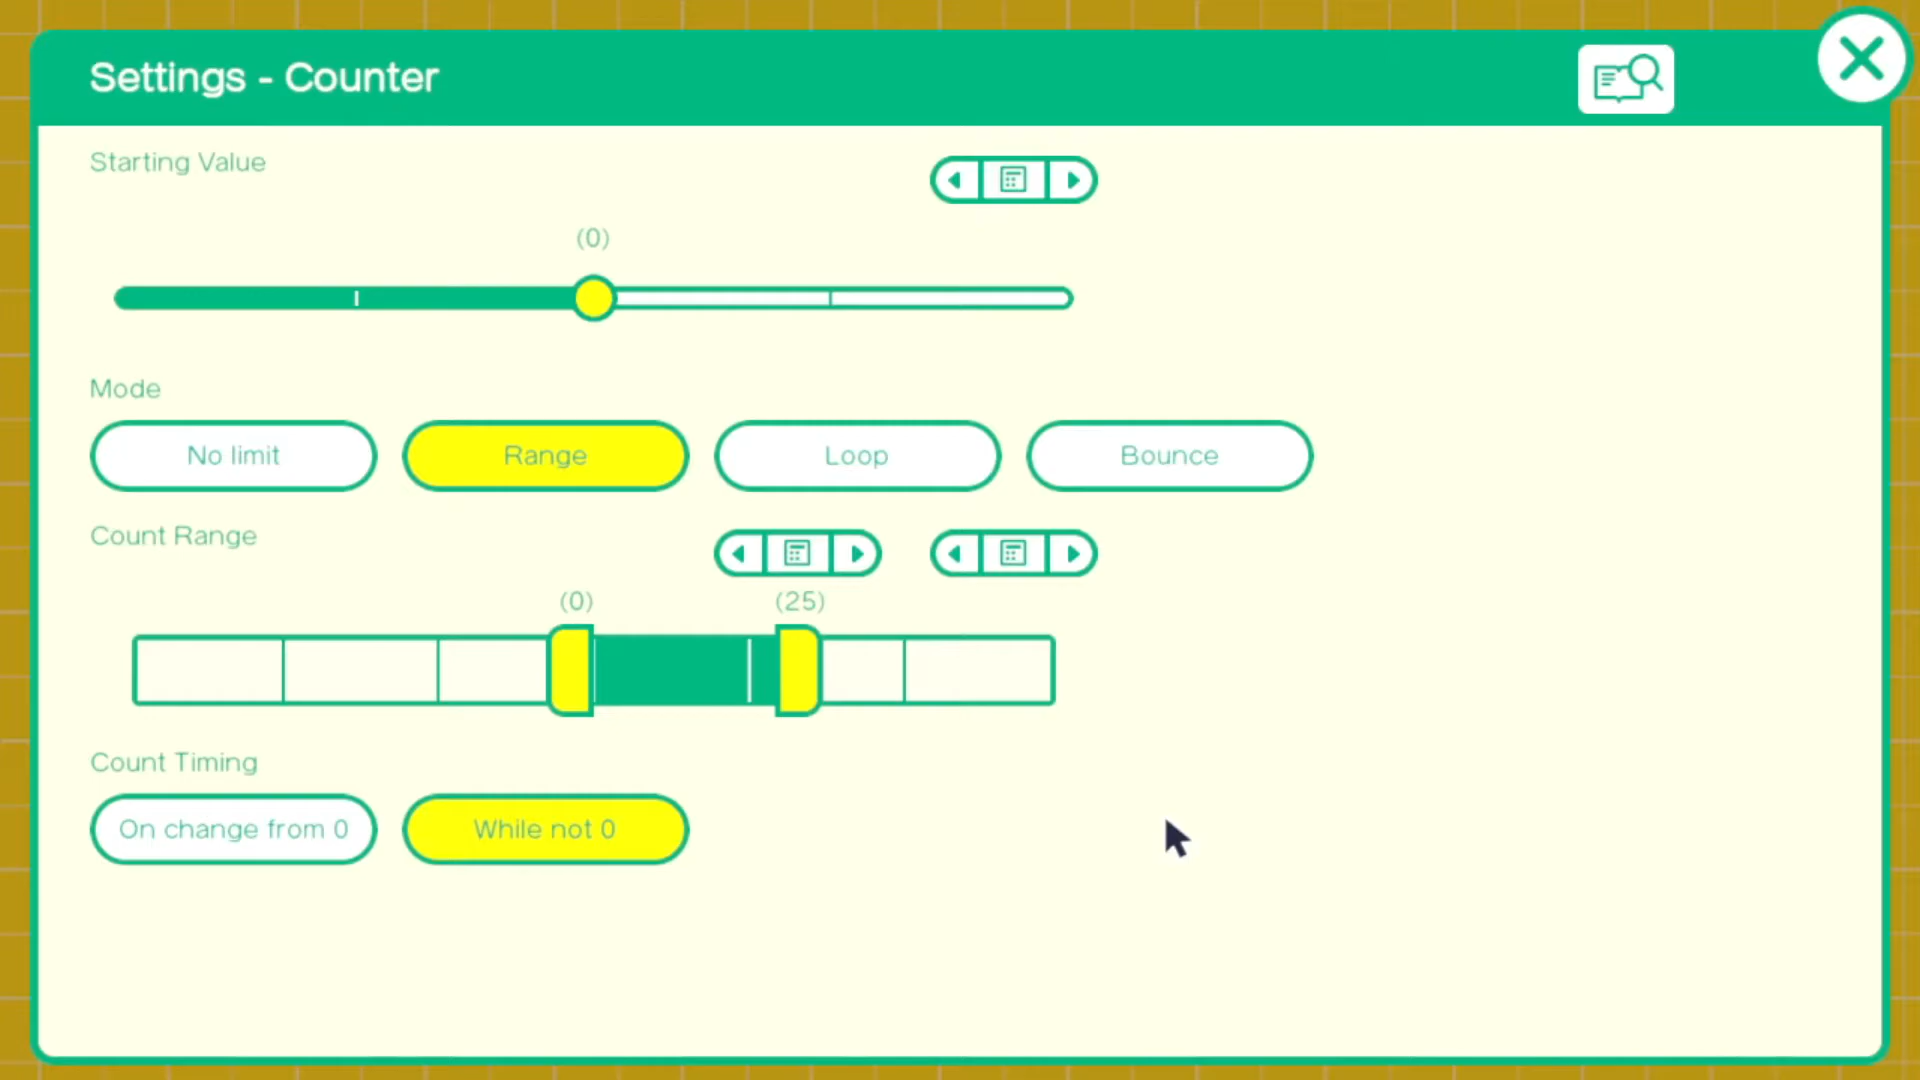 Settings - Counter
Starting Value
(0)
Mode
No limit
Range
Loop
Bounce
Count Range
(0)
(25)
Count Timing
On change from 0
While not 0